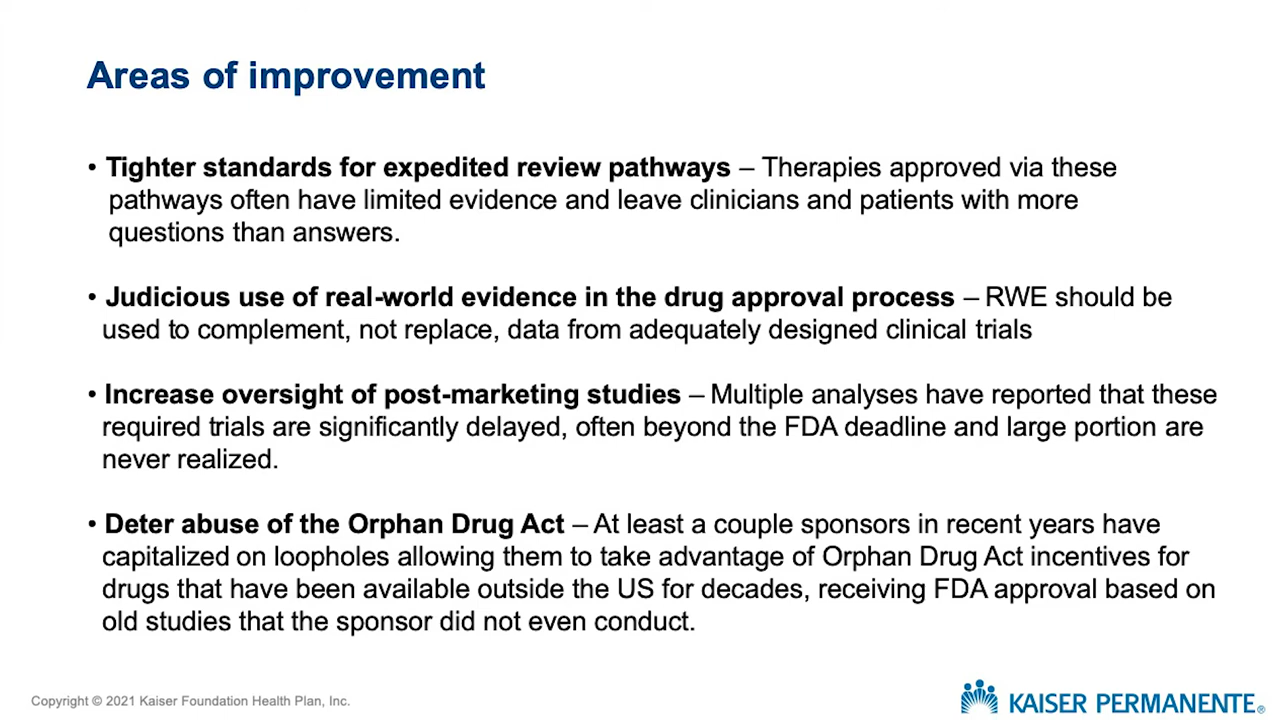 Areas of improvement
• Tighter standards for expedited review pathways – Therapies approved via these
pathways often have limited evidence and leave clinicians and patients with more
questions than answers.
• Judicious use of real-world evidence in the drug approval process – RWE should be
used to complement, not replace, data from adequately designed clinical trials
• Increase oversight of post-marketing studies – Multiple analyses have reported that these
required trials are significantly delayed, often beyond the FDA deadline and large portion are
never realized.
• Deter abuse of the Orphan Drug Act – At least a couple sponsors in recent years have
capitalized on loopholes allowing them to take advantage of Orphan Drug Act incentives for
drugs that have been available outside the US for decades, receiving FDA approval based on
old studies that the sponsor did not even conduct.
Copyright © 2021 Kaiser Foundation Health Plan, Inc.
KAISER PERMANENTE®